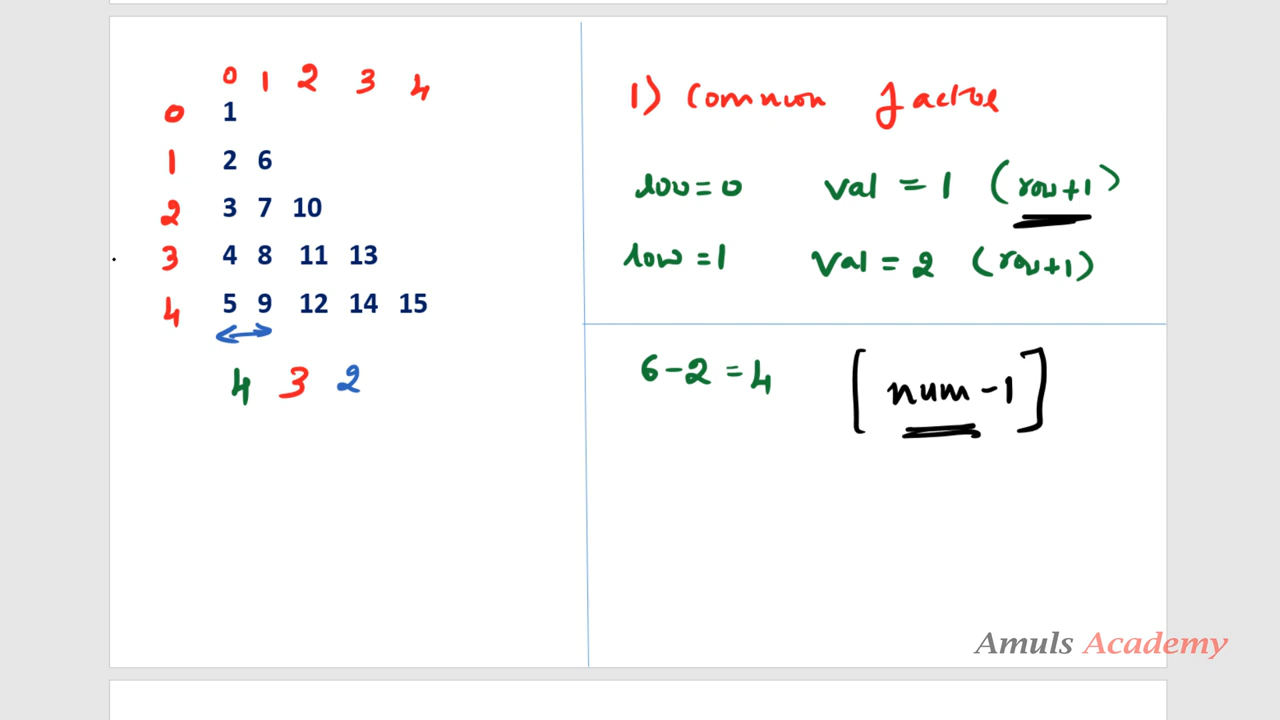 0 1 2 3 4
0 1
1 2 6
2 3 7 10
3 4 8 11 13
4 5 9 12 14 15
4 3 2
1) Common factor
row=0 val = 1 (row+1)
row=1 val = 2 (row+1)
6-2=4 [num-1]
Amuls Academy